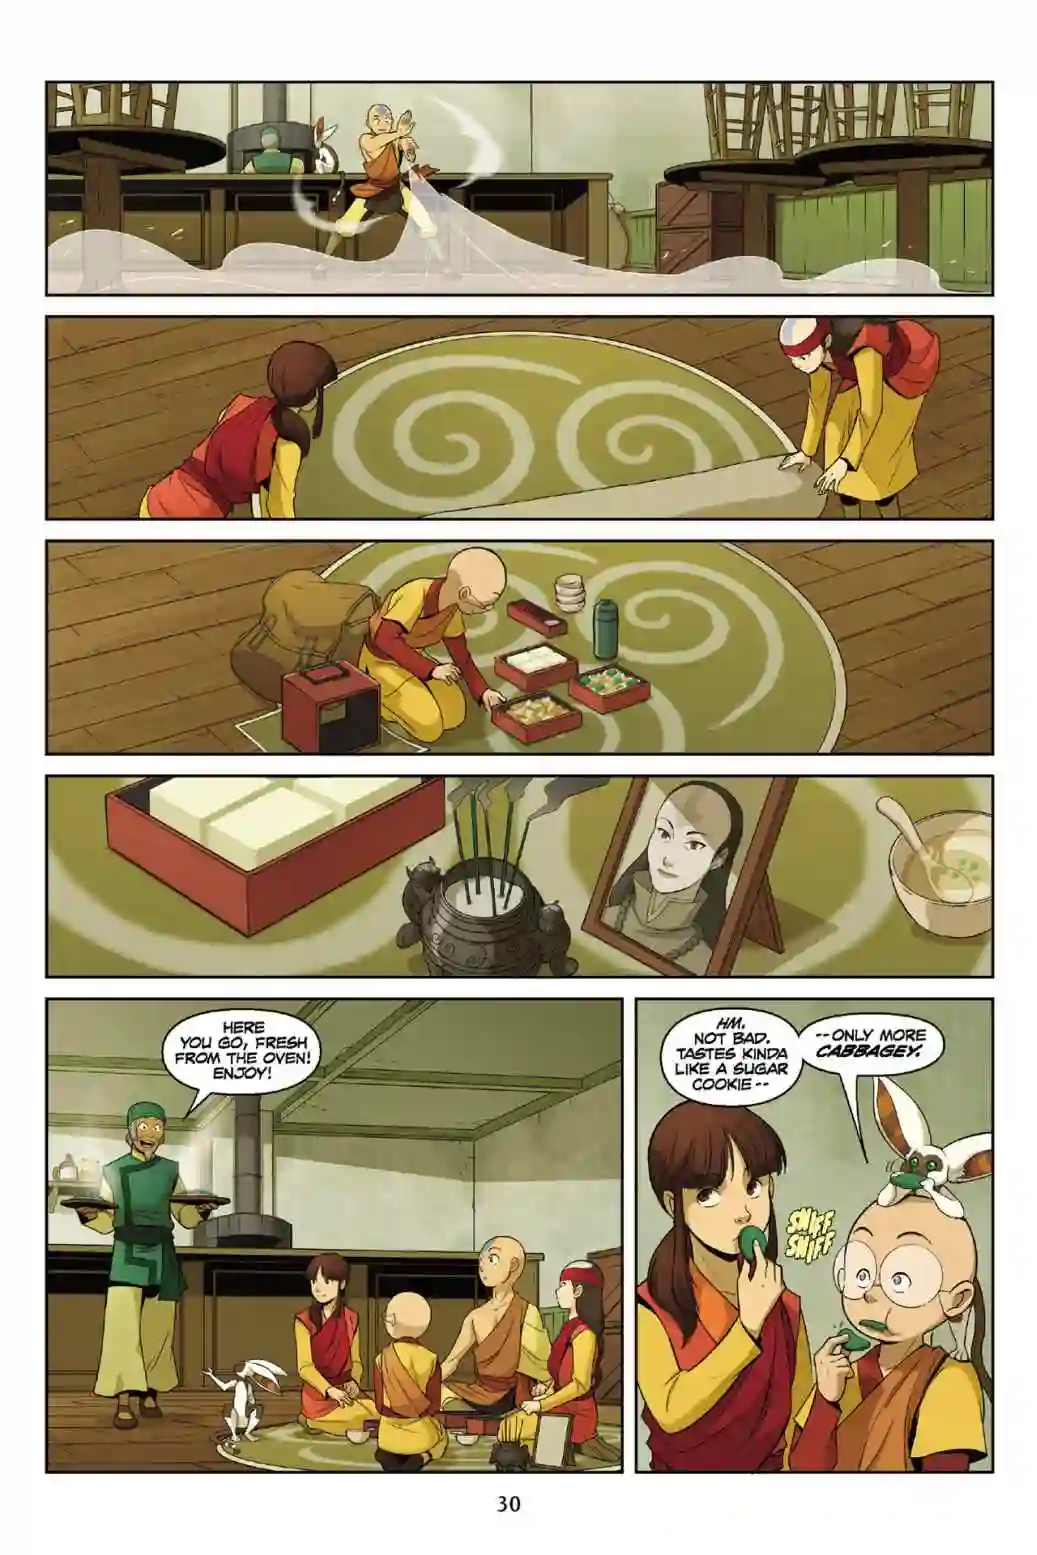 HERE
YOU GO, FRESH
FROM THE OVEN!
ENJOY!
HM.
NOT BAD.
TASTES KINDA
LIKE A SUGAR
COOKIE --
-- ONLY MORE
CABBAGEY.
SNIFF
SNIFF
30